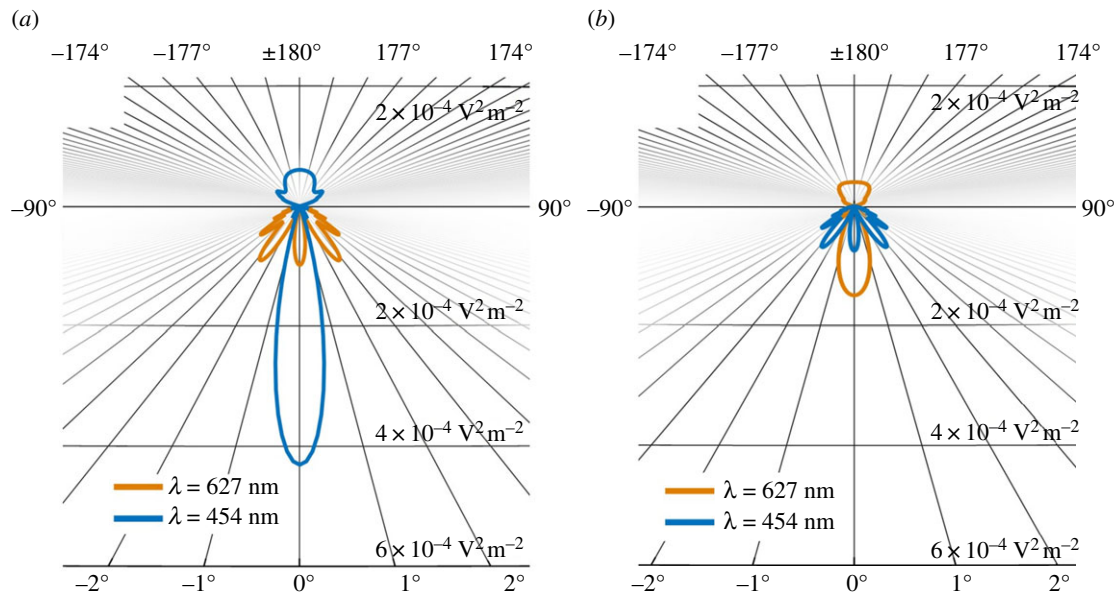 (a)
–174° –177° ±180° 177° 174°
2 × 10⁻⁴ V² m⁻²
–90° 90°
2 × 10⁻⁴ V² m⁻²
4 × 10⁻⁴ V² m⁻²
λ = 627 nm
λ = 454 nm
6 × 10⁻⁴ V² m⁻²
–2° –1° 0° 1° 2°
(b)
–174° –177° ±180° 177° 174°
2 × 10⁻⁴ V² m⁻²
–90° 90°
2 × 10⁻⁴ V² m⁻²
4 × 10⁻⁴ V² m⁻²
λ = 627 nm
λ = 454 nm
6 × 10⁻⁴ V² m⁻²
–2° –1° 0° 1° 2°